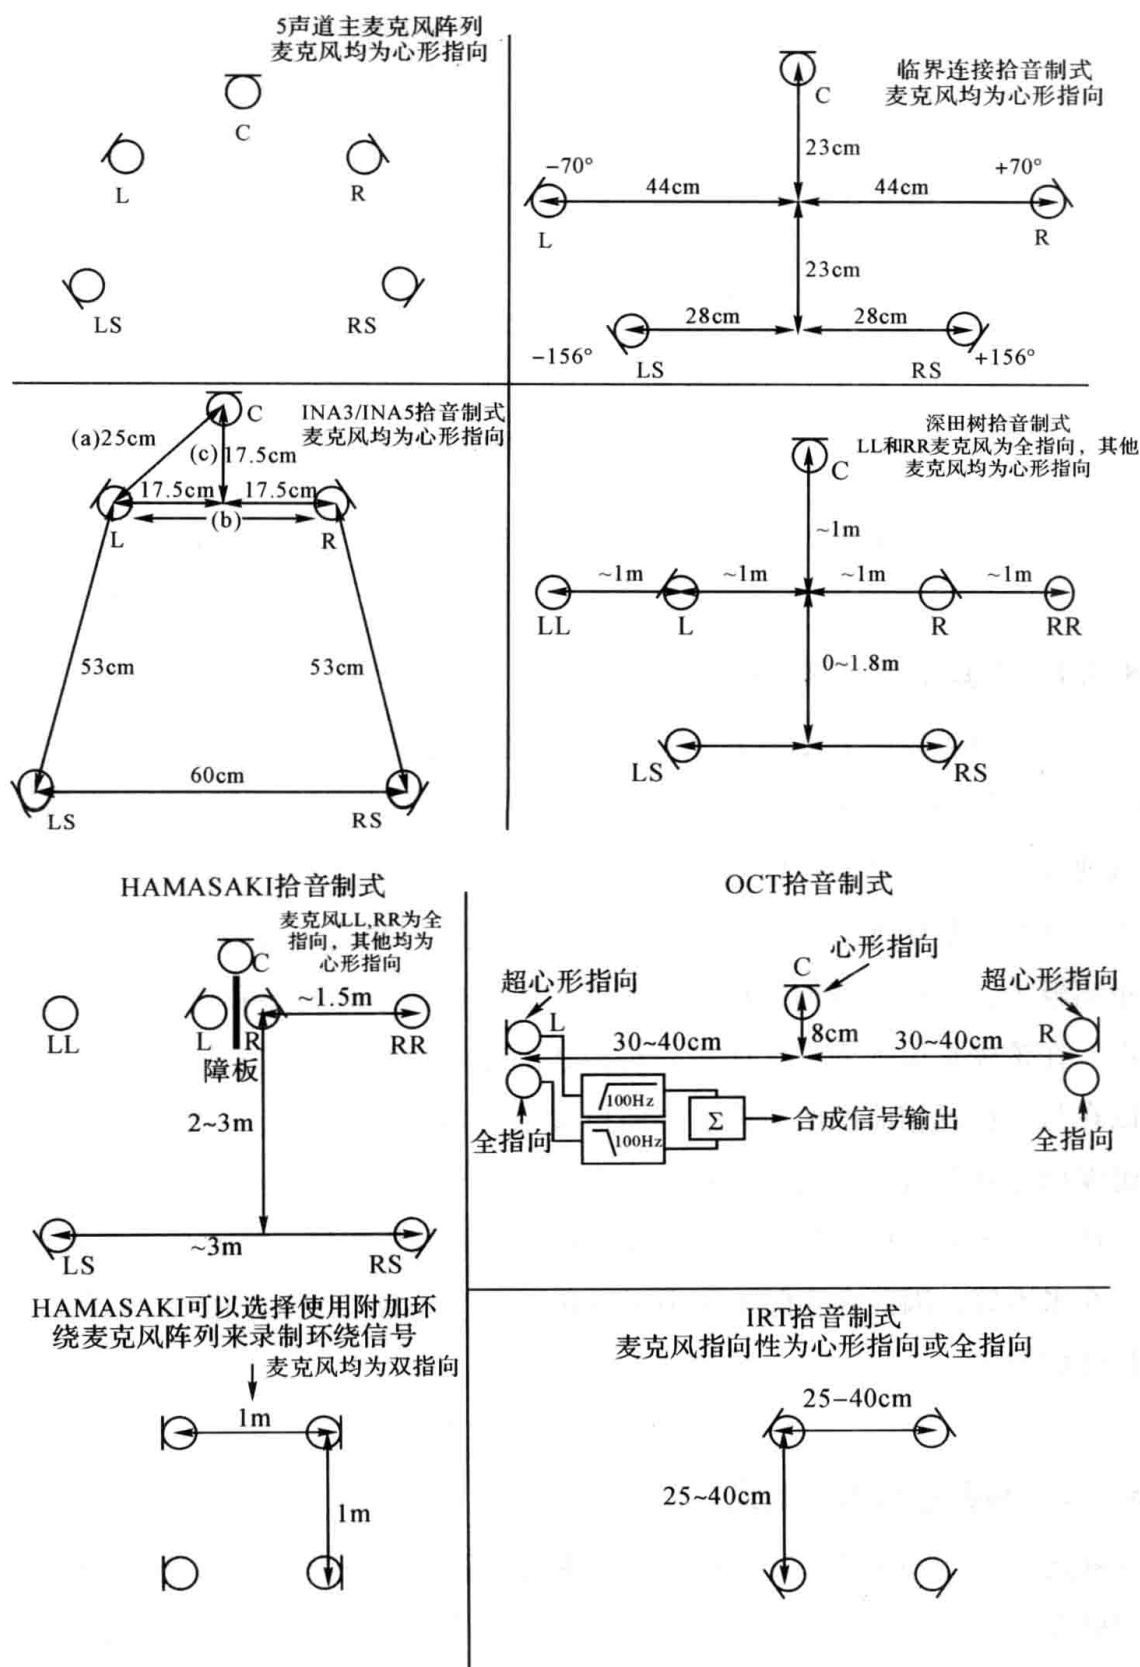 5声道主麦克风阵列
麦克风均为心形指向
C
L
R
LS
RS
临界连接拾音制式
麦克风均为心形指向
C
23cm
−70°
+70°
44cm
44cm
L
R
23cm
28cm
28cm
−156°
LS
RS
+156°
INA3/INA5拾音制式
麦克风均为心形指向
C
(a)25cm
(c)17.5cm
17.5cm
17.5cm
(b)
L
R
53cm
53cm
60cm
LS
RS
深田树拾音制式
LL和RR麦克风为全指向，其他
麦克风均为心形指向
C
~1m
~1m
~1m
~1m
~1m
LL
L
R
RR
0~1.8m
LS
RS
HAMASAKI拾音制式
麦克风LL,RR为全
指向，其他均为
心形指向
C
~1.5m
LL
L
R
RR
障板
2~3m
~3m
LS
RS
HAMASAKI可以选择使用附加环
绕麦克风阵列来录制环绕信号
麦克风均为双指向
1m
1m
OCT拾音制式
心形指向
C
超心形指向
超心形指向
L
R
8cm
30~40cm
30~40cm
100Hz
Σ
合成信号输出
100Hz
全指向
全指向
IRT拾音制式
麦克风指向性为心形指向或全指向
25−40cm
25~40cm